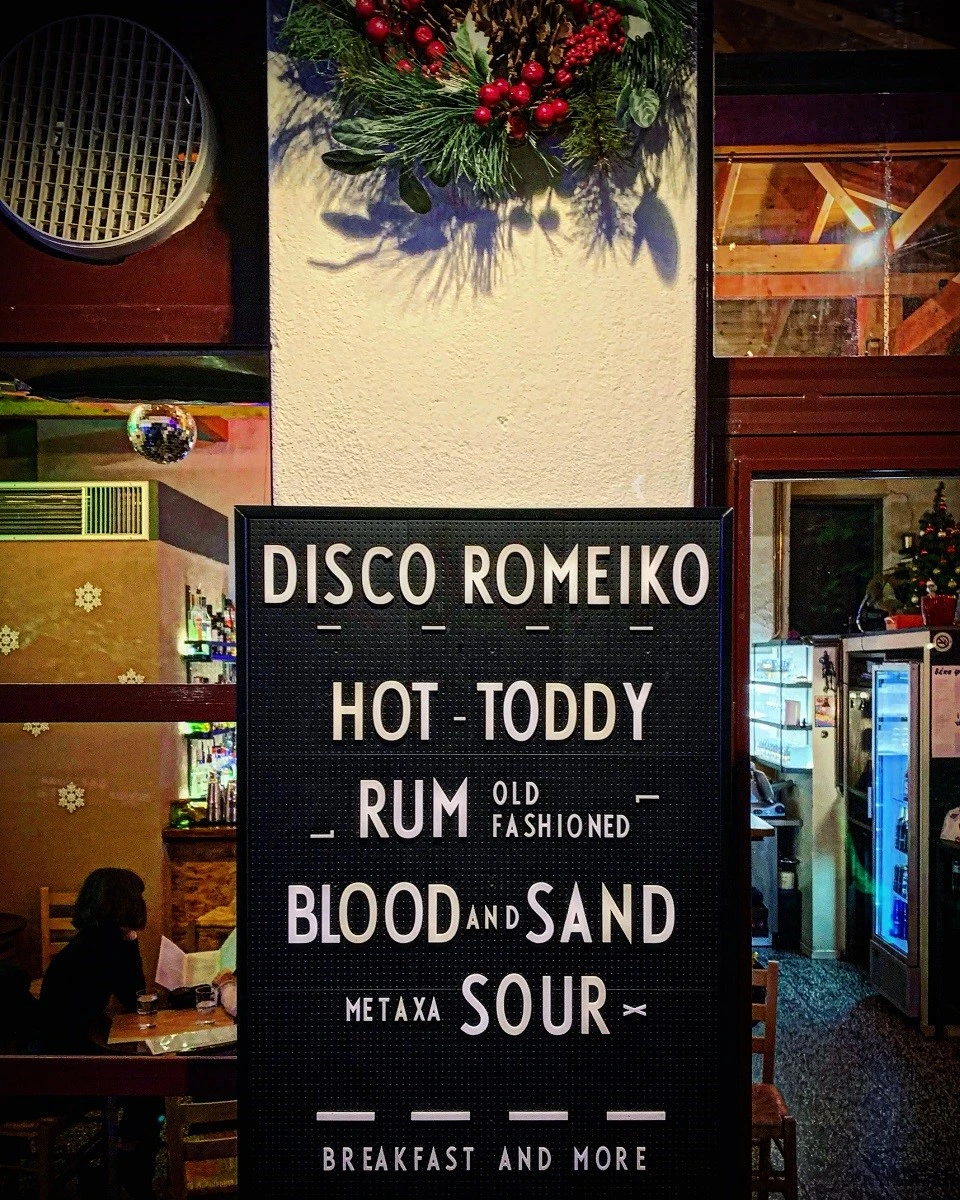 DISCO ROMEIKO
HOT - TODDY
RUM OLD FASHIONED
BLOOD AND SAND
METAXA SOUR
BREAKFAST AND MORE